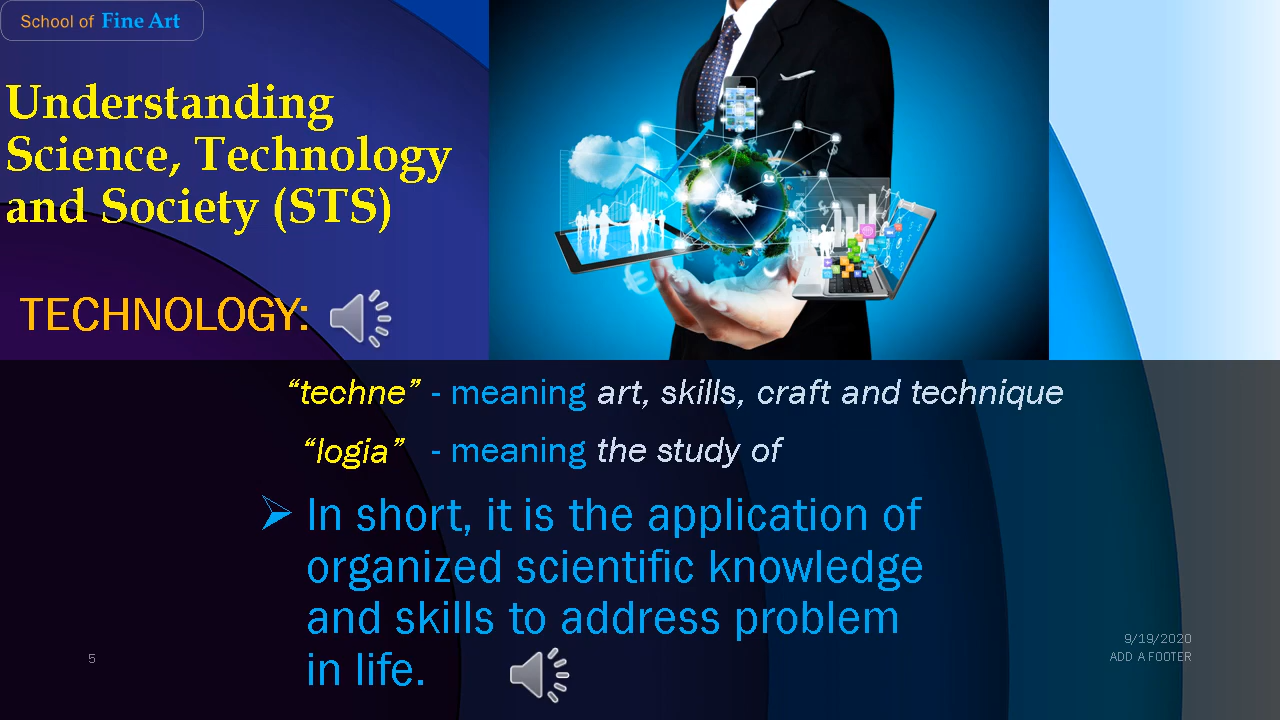 School of Fine Art
Understanding
Science, Technology
and Society (STS)
TECHNOLOGY:
“techne” - meaning art, skills, craft and technique
“logia” - meaning the study of
➢ In short, it is the application of
organized scientific knowledge
and skills to address problem
in life.
5
9/19/2020
ADD A FOOTER